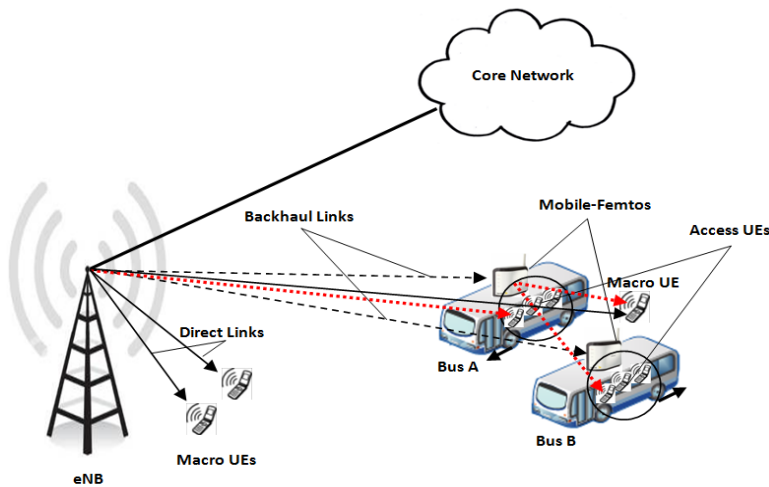 Core Network
Backhaul Links
Mobile-Femtos
Access UEs
Macro UE
Direct Links
Bus A
Bus B
Macro UEs
eNB